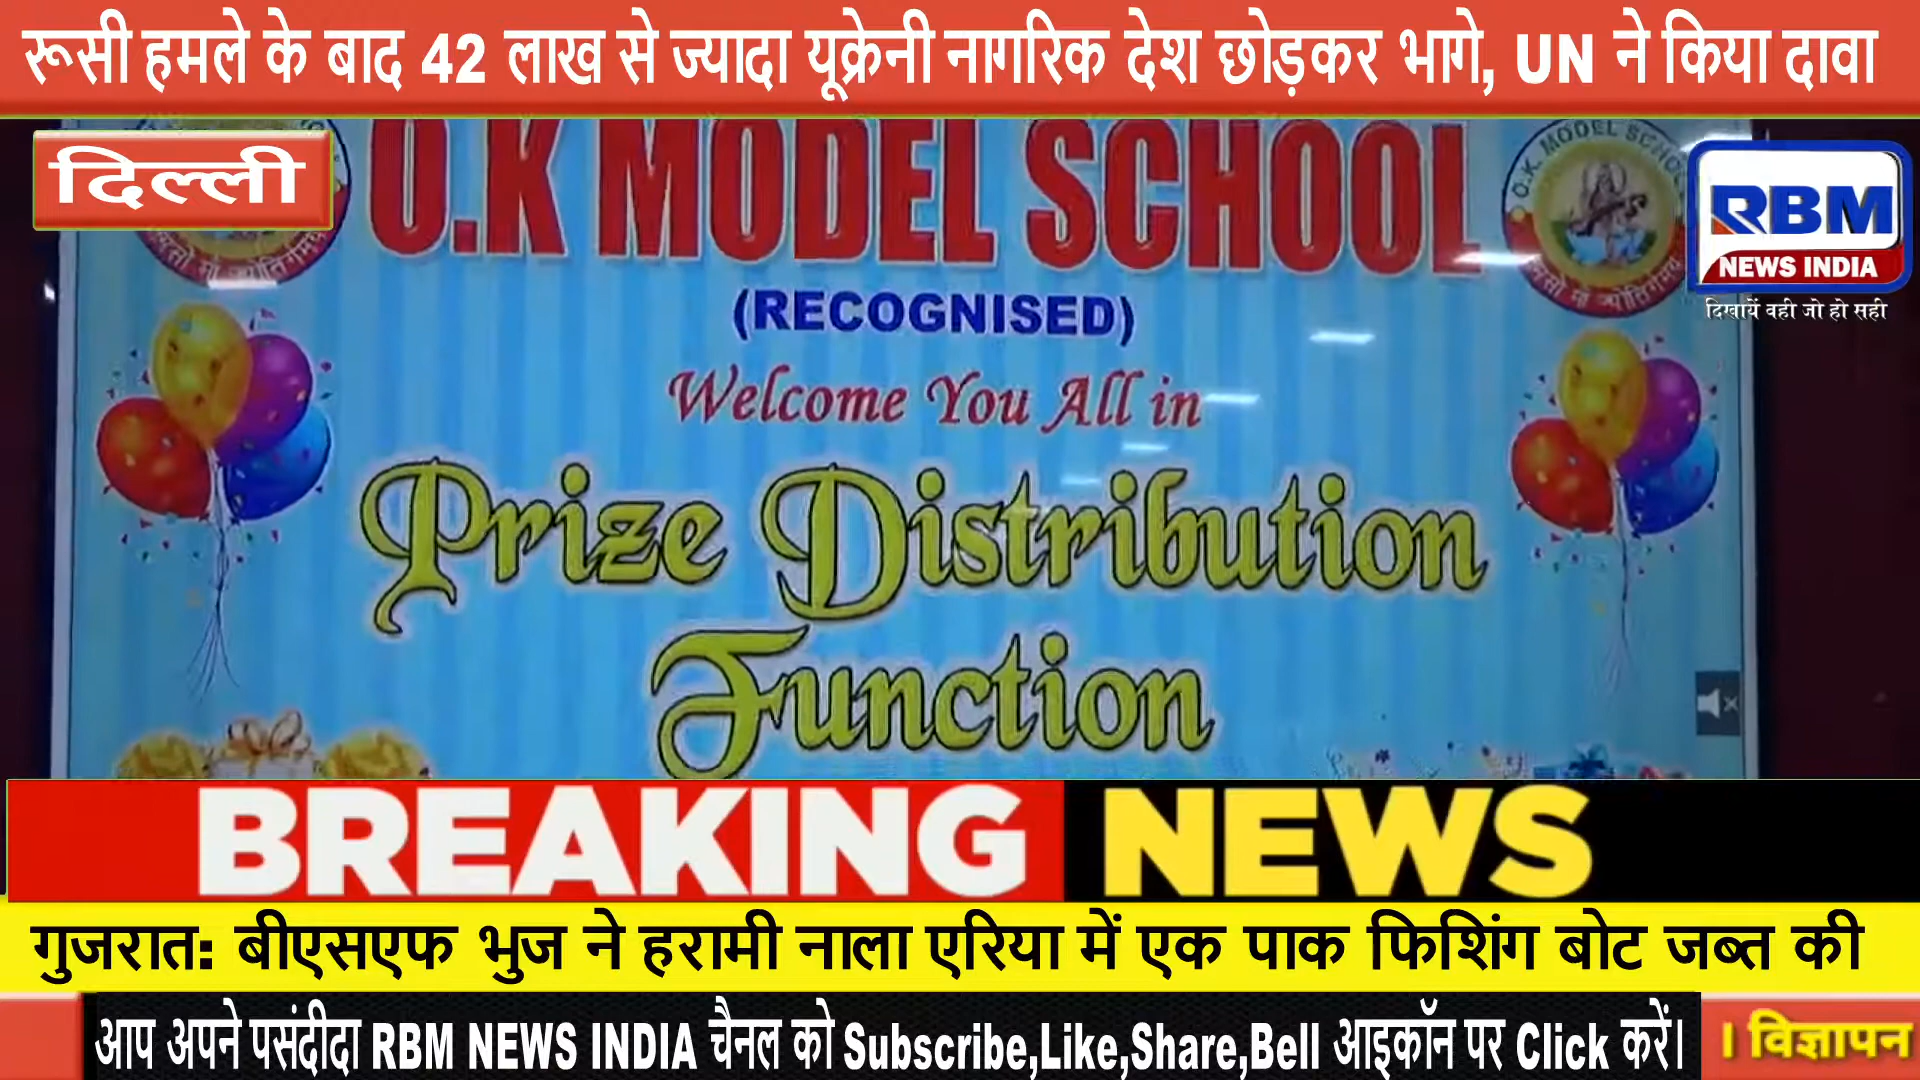 रूसी हमले के बाद 42 लाख से ज्यादा यूक्रेनी नागरिक देश छोड़कर भागे, UN ने किया दावा
दिल्ली
O.K MODEL SCHOOL
O.K. MODEL SCHOOL
RBM
NEWS INDIA
दिखायें वही जो हो सही
(RECOGNISED)
Welcome You All in
Prize Distribution
Function
BREAKING NEWS
गुजरात: बीएसएफ भुज ने हरामी नाला एरिया में एक पाक फिशिंग बोट जब्त की
आप अपने पसंदीदा RBM NEWS INDIA चैनल को Subscribe,Like,Share,Bell आइकॉन पर Click करें।
। विज्ञापन